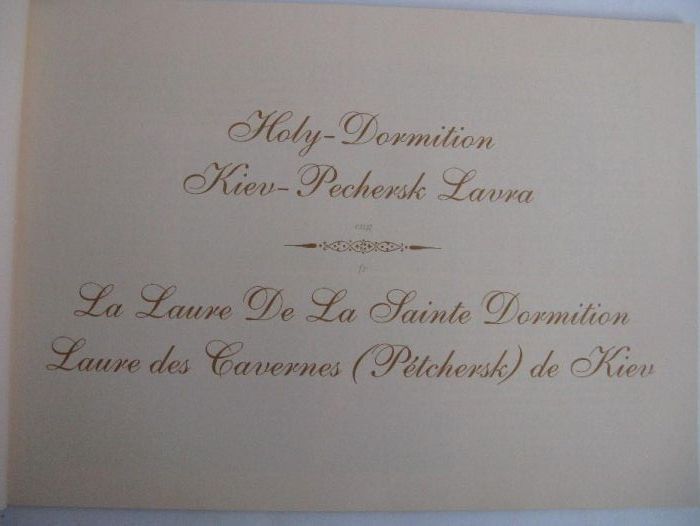 Holy-Dormition
Kiev-Pechersk Lavra
eng
fr
La Laure De La Sainte Dormition
Laure des Cavernes (Pétchersk) de Kiev